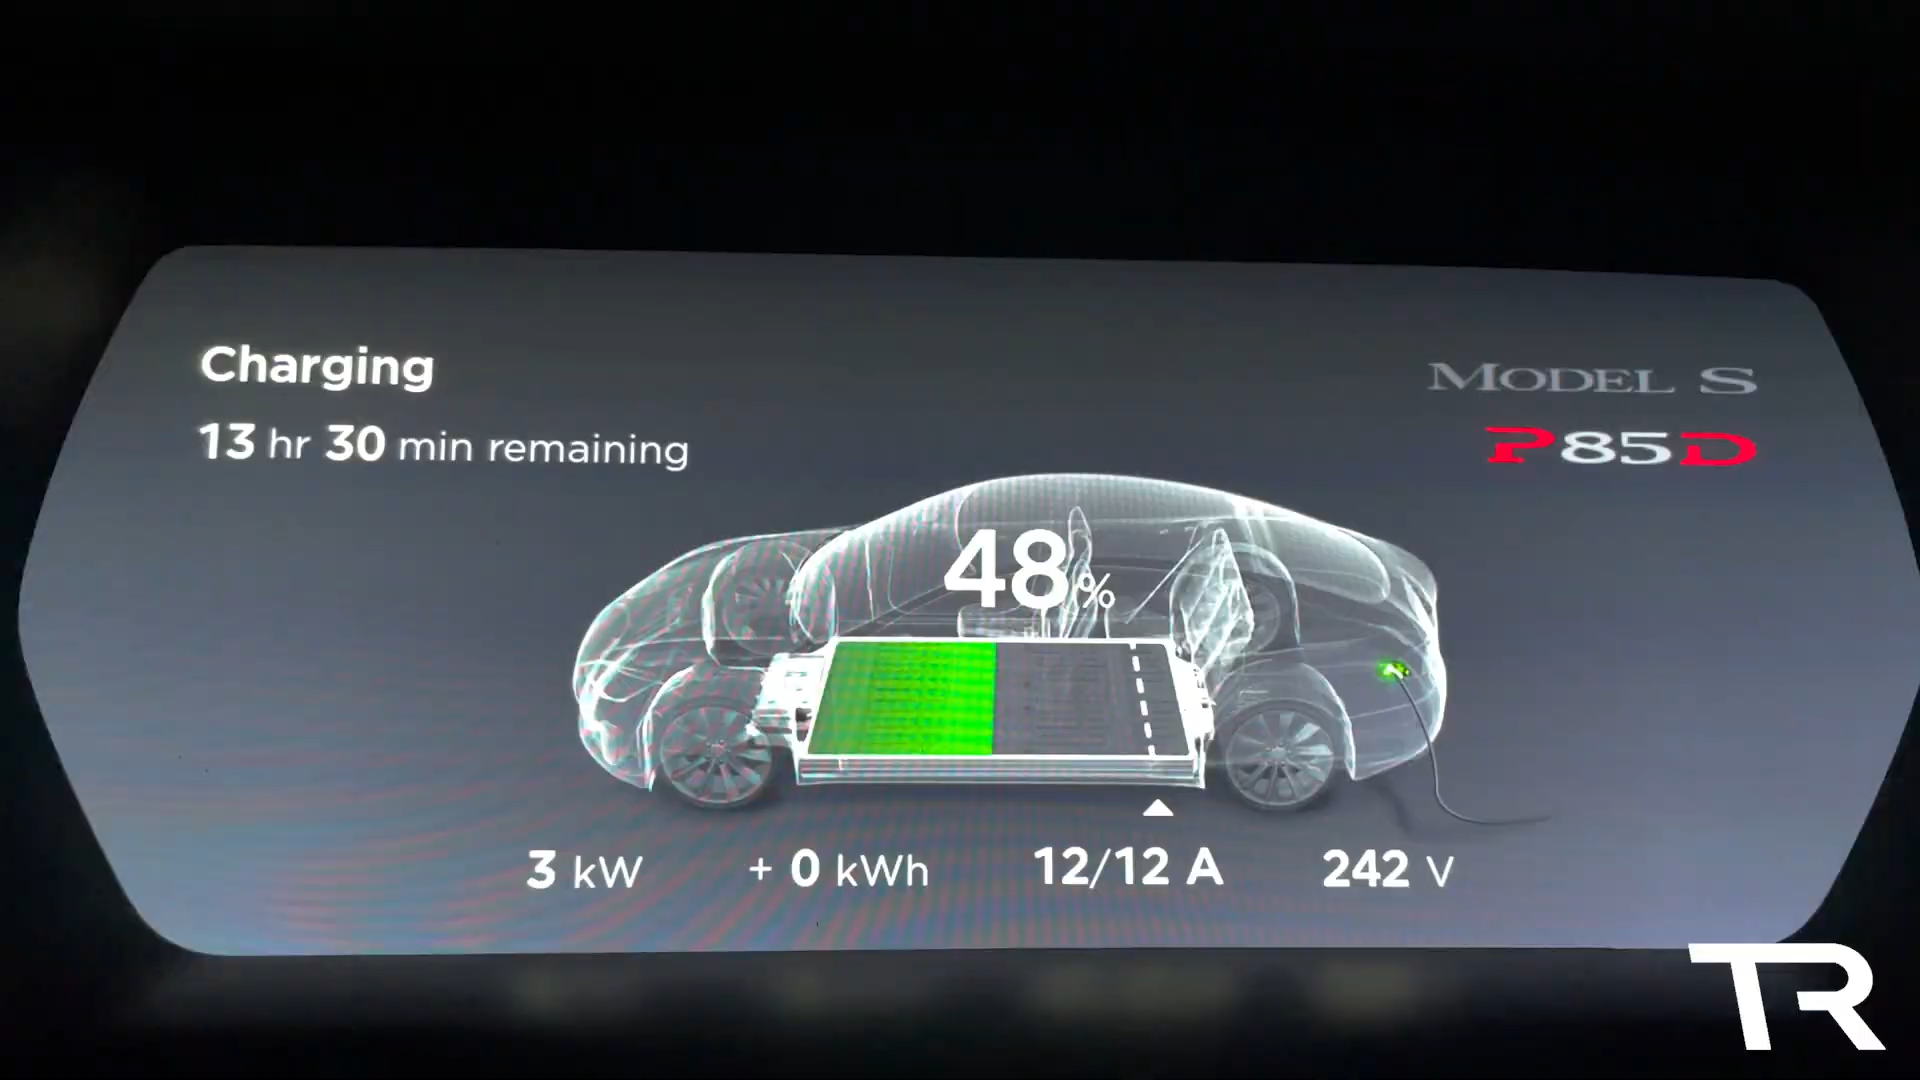 Charging
13 hr 30 min remaining
MODEL S
P85D
48%
3 kW + 0 kWh 12/12 A 242 V
TR